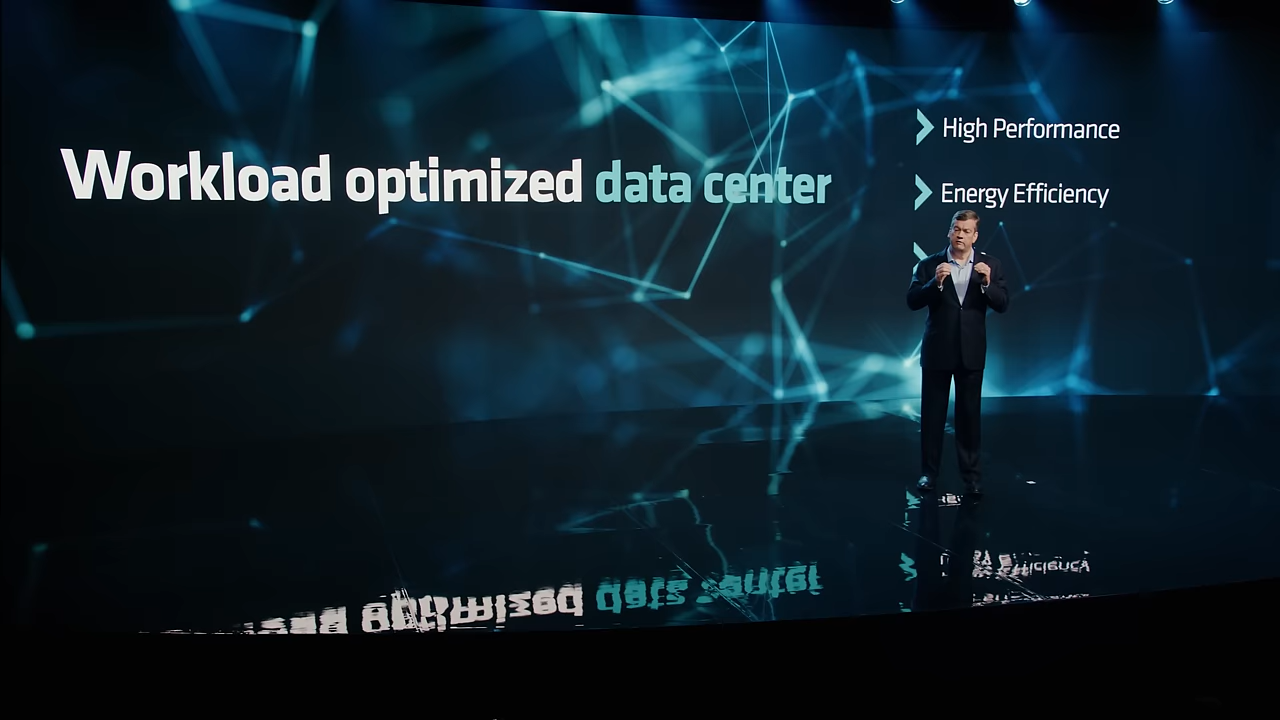 Workload optimized data center
High Performance
Energy Efficiency